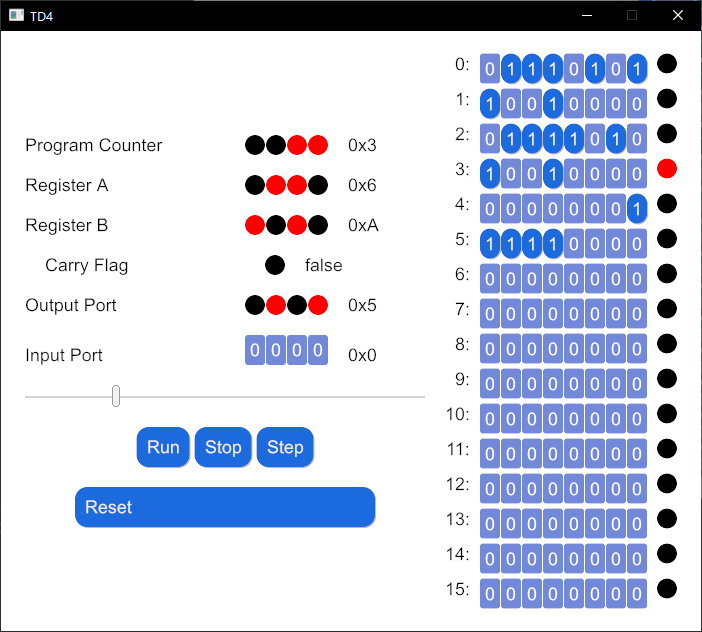 TD4
Program Counter 0x3
Register A 0x6
Register B 0xA
Carry Flag false
Output Port 0x5
Input Port 0 0 0 0 0x0
Run Stop Step
Reset
0: 0 1 1 1 0 1 0 1
1: 1 0 0 1 0 0 0 0
2: 0 1 1 1 1 0 1 0
3: 1 0 0 1 0 0 0 0
4: 0 0 0 0 0 0 0 1
5: 1 1 1 1 0 0 0 0
6: 0 0 0 0 0 0 0 0
7: 0 0 0 0 0 0 0 0
8: 0 0 0 0 0 0 0 0
9: 0 0 0 0 0 0 0 0
10: 0 0 0 0 0 0 0 0
11: 0 0 0 0 0 0 0 0
12: 0 0 0 0 0 0 0 0
13: 0 0 0 0 0 0 0 0
14: 0 0 0 0 0 0 0 0
15: 0 0 0 0 0 0 0 0